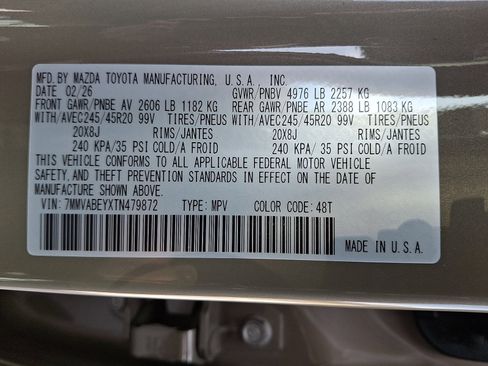 MFD. BY MAZDA TOYOTA MANUFACTURING, U.S.A., INC.
DATE 02/26 GVWR/PNBV 4976 LB 2257 KG
FRONT GAWR/PNBE AV 2606 LB 1182 KG REAR GAWR/PNBE AR 2388 LB 1083 KG
WITH/AVEC245/45R20 99V TIRES/PNEUS WITH/AVEC245/45R20 99V TIRES/PNEUS
20X8J RIMS/JANTES 20X8J RIMS/JANTES
240 KPA/35 PSI COLD/A FROID 240 KPA/ 35 PSI COLD/A FROID
THIS VEHICLE CONFORMS TO ALL APPLICABLE FEDERAL MOTOR VEHICLE
SAFETY, AND THEFT PREVENTION STANDARDS IN EFFECT ON THE DATE OF
MANUFACTURE SHOWN ABOVE.
VIN: 7MMVABEYXTN479872 TYPE: MPV COLOR CODE: 48T
MADE IN U.S.A.